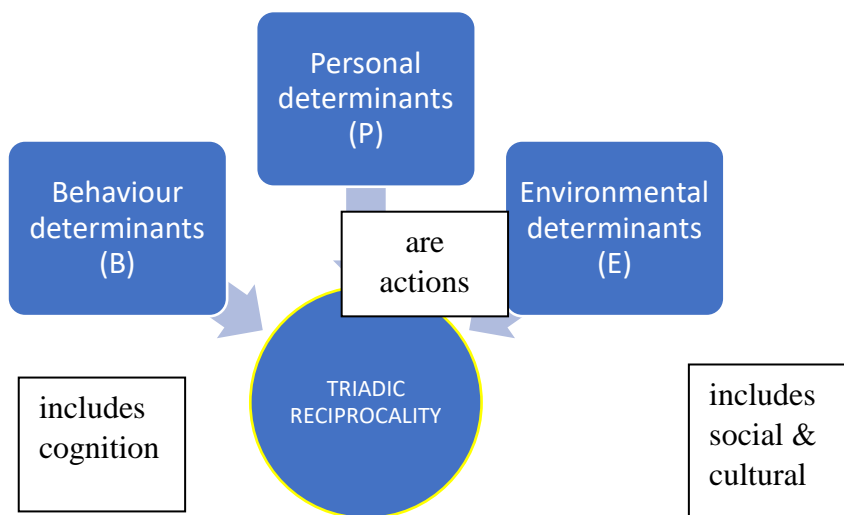 Personal
determinants
(P)
Behaviour
determinants
(B)
Environmental
determinants
(E)
are
actions
TRIADIC
RECIPROCALITY
includes
cognition
includes
social &
cultural